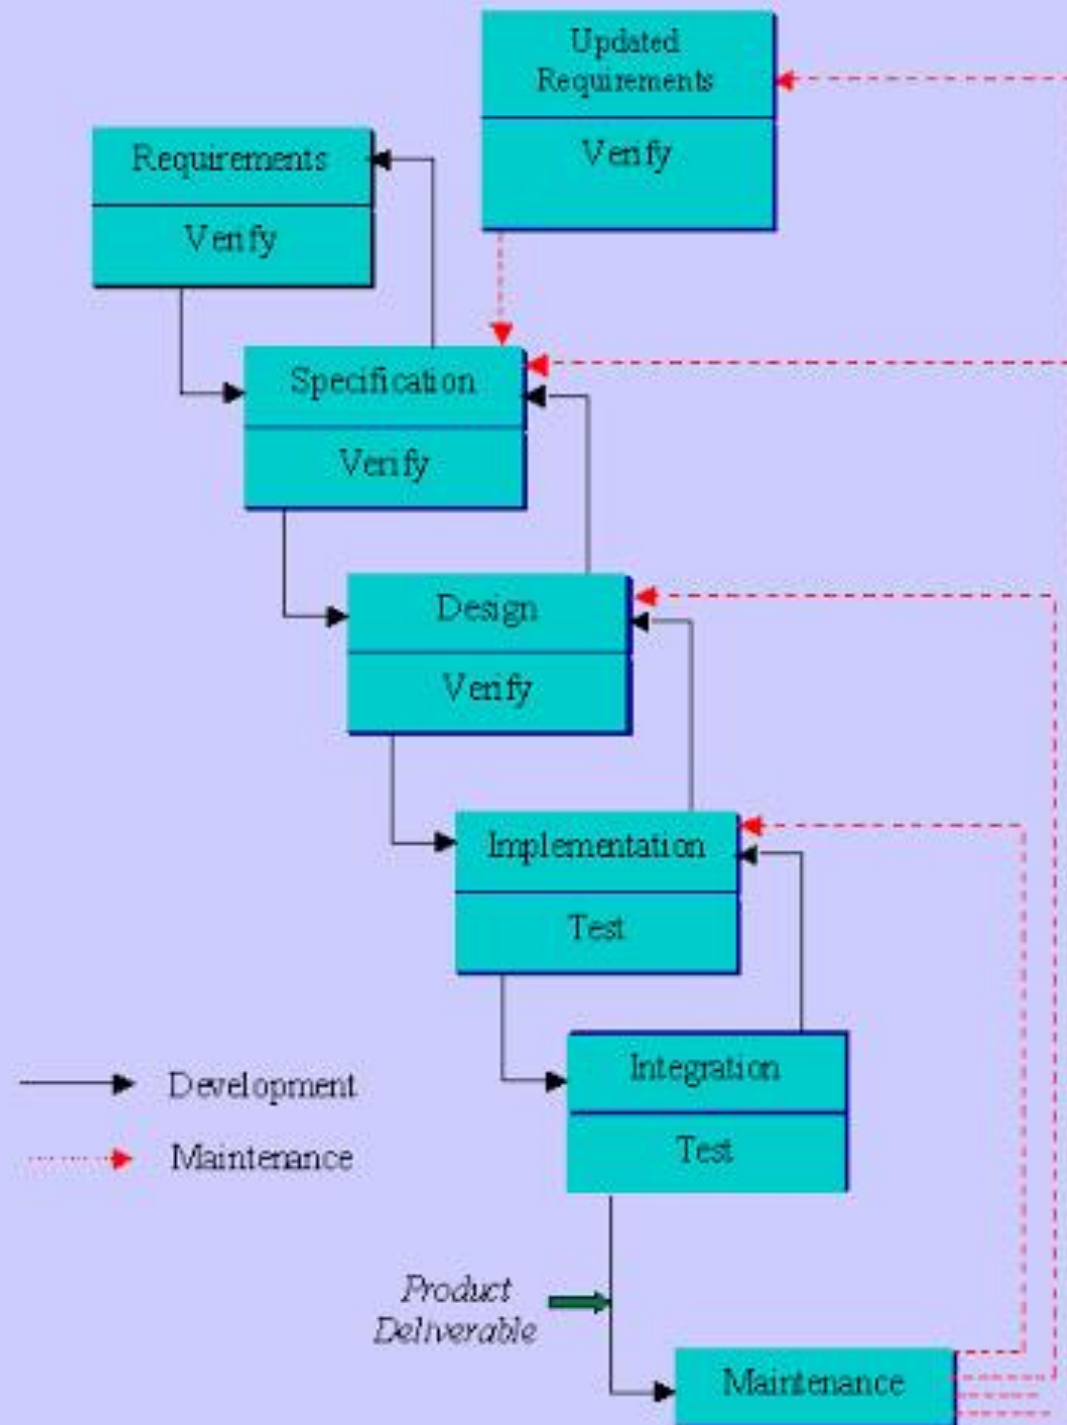 Updated
Requirements
Verify
Requirements
Verify
Specification
Verify
Design
Verify
Implementation
Test
Integration
Test
Development
Maintenance
Product
Deliverable
Maintenance